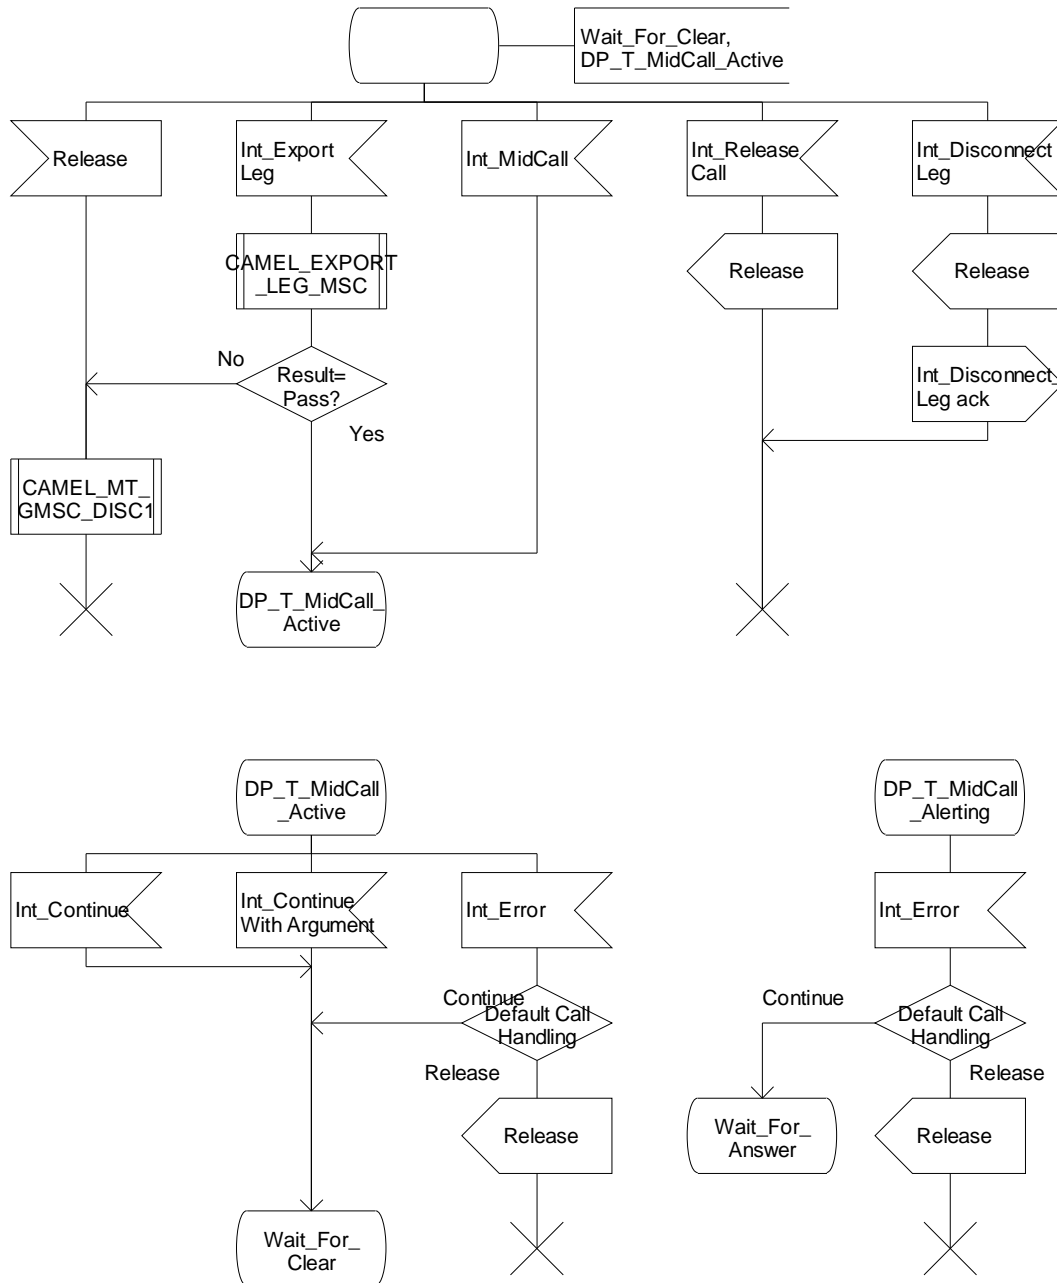 Wait_For_Clear,
DP_T_MidCall_Active
Release
Int_Export
Leg
Int_MidCall
Int_Release
Call
Int_Disconnect
Leg
CAMEL_EXPORT
_LEG_MSC
Release
Release
No
Result=
Pass?
Yes
Int_Disconnect_
Leg ack
CAMEL_MT_
GMSC_DISC1
DP_T_MidCall_
Active
DP_T_MidCall
_Active
DP_T_MidCall
_Alerting
Int_Continue
Int_Continue
With Argument
Int_Error
Int_Error
Continue
Default Call
Handling
Release
Continue
Default Call
Handling
Release
Release
Wait_For_
Answer
Release
Wait_For_
Clear